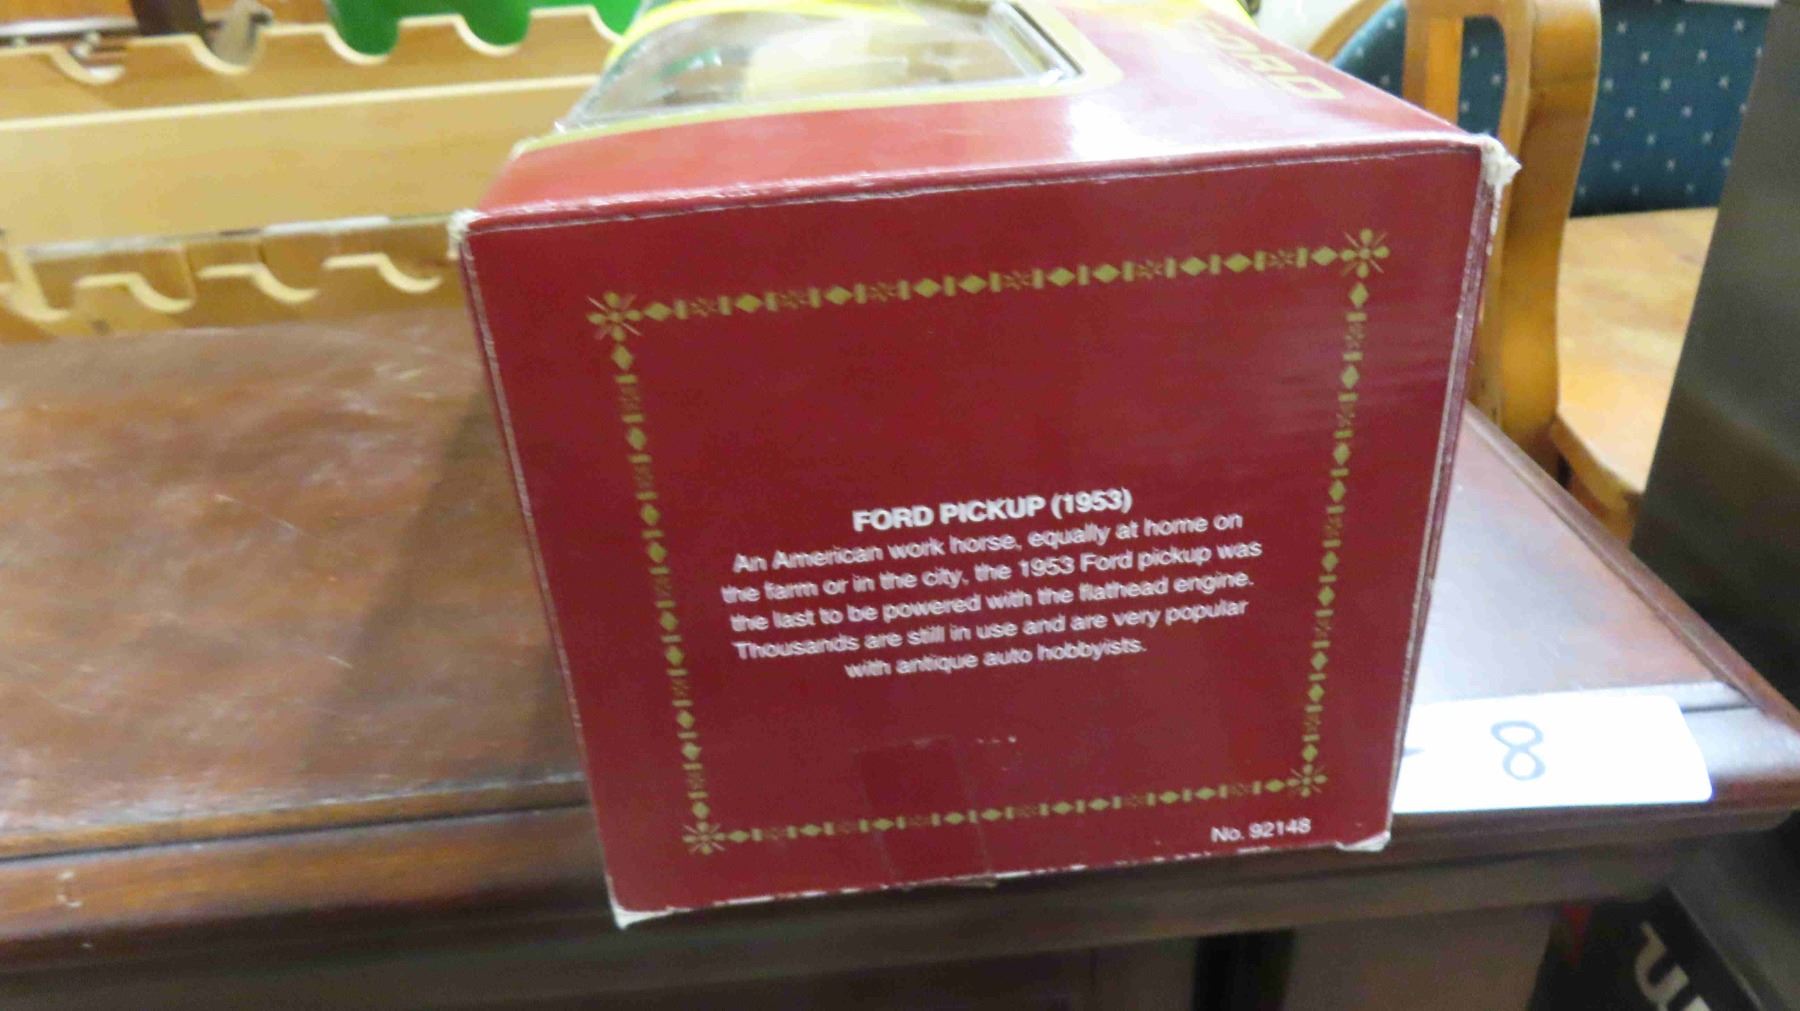 FORD
FORD PICKUP (1953)
An American work horse, equally at home on
the farm or in the city, the 1953 Ford pickup was
the last to be powered with the flathead engine.
Thousands are still in use and are very popular
with antique auto hobbyists.
No. 92148
8